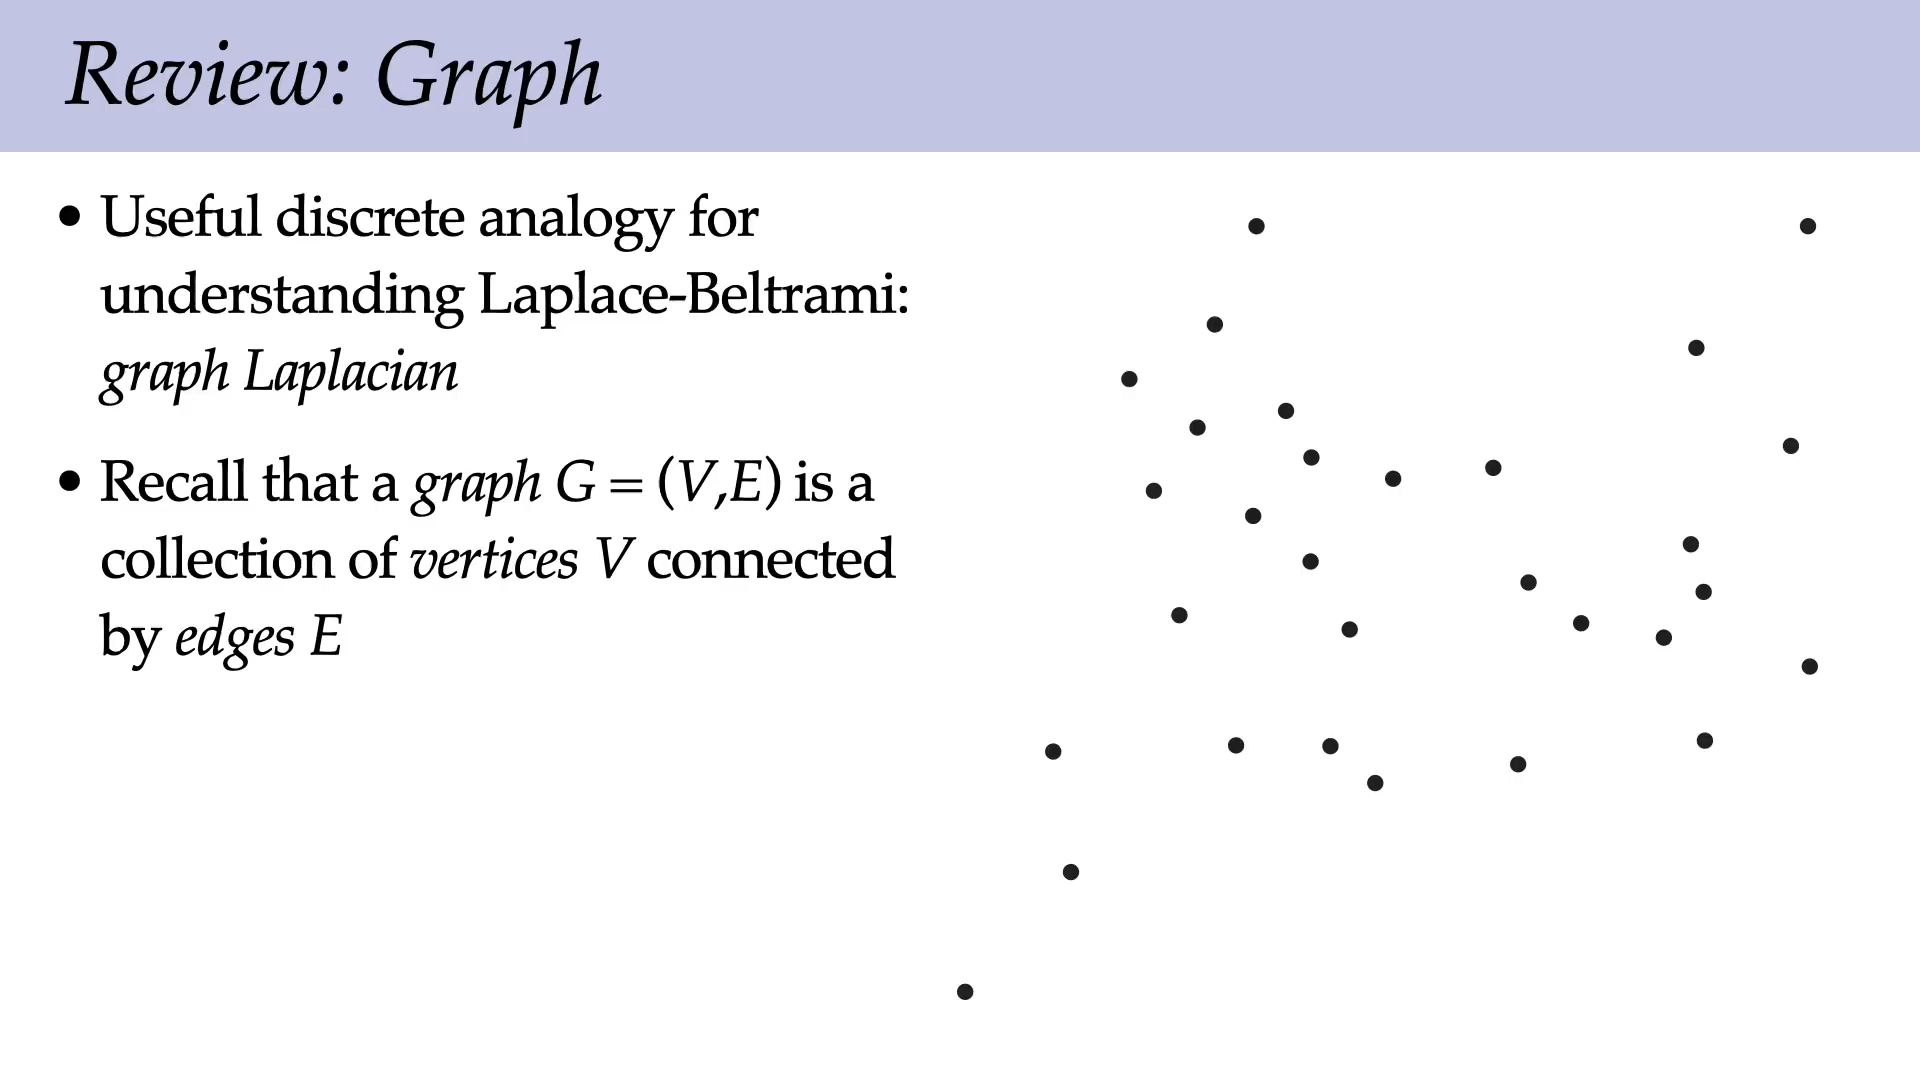 Review: Graph
• Useful discrete analogy for
understanding Laplace-Beltrami:
graph Laplacian
• Recall that a graph G = (V,E) is a
collection of vertices V connected
by edges E